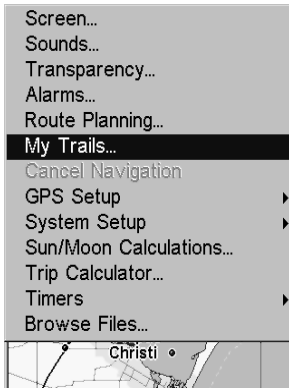 Screen...
Sounds...
Transparency...
Alarms...
Route Planning...
My Trails...
Cancel Navigation
GPS Setup
System Setup
Sun/Moon Calculations...
Trip Calculator...
Timers
Browse Files...
Christi